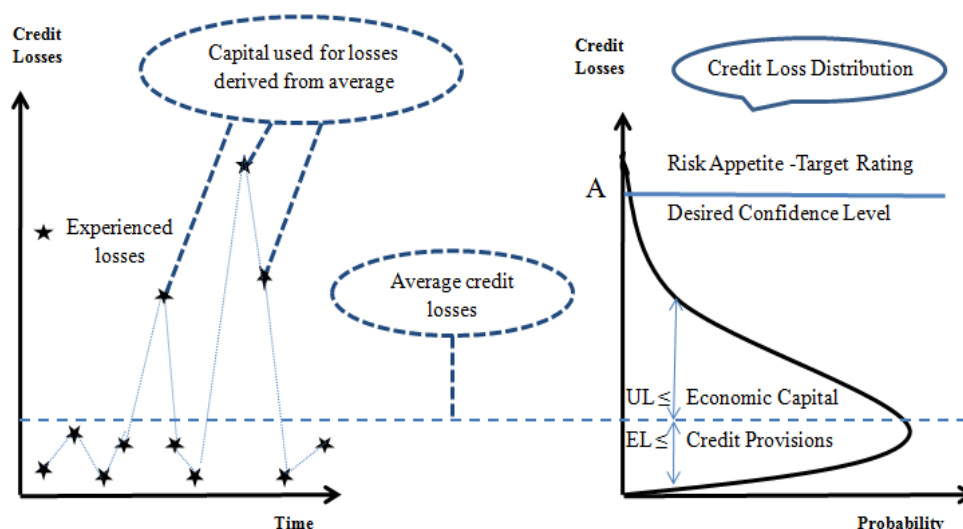 Credit
Losses
Capital used for losses
derived from average
Experienced
losses
Average credit
losses
Time
Credit
Losses
Credit Loss Distribution
Risk Appetite -Target Rating
A
Desired Confidence Level
UL ≤ Economic Capital
EL ≤ Credit Provisions
Probability